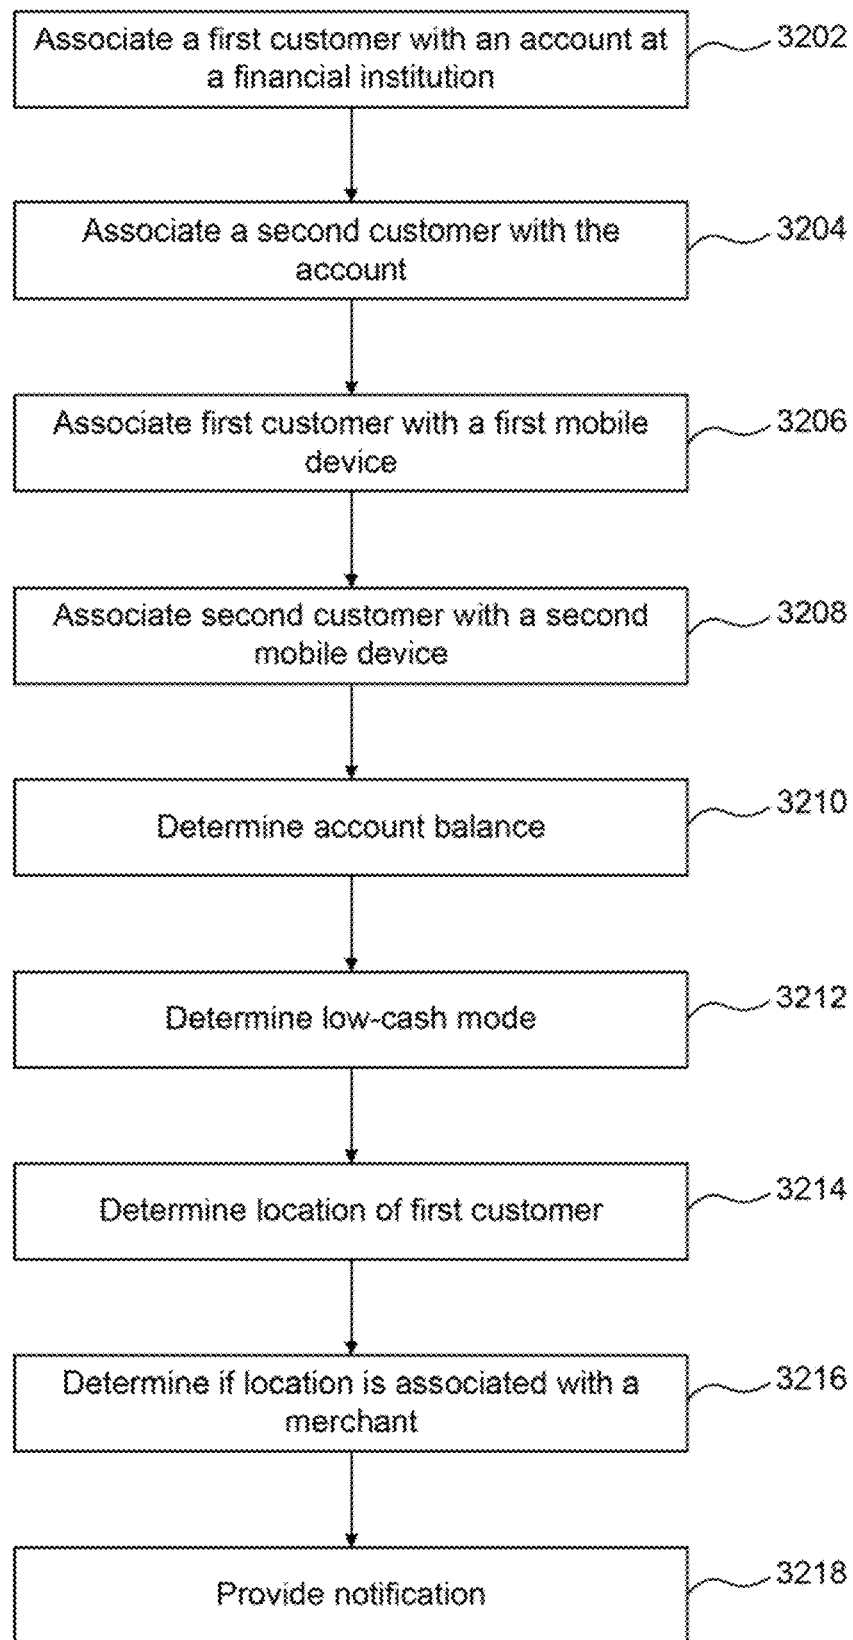 Associate a first customer with an account at
a financial institution
3202
Associate a second customer with the
account
3204
Associate first customer with a first mobile
device
3206
Associate second customer with a second
mobile device
3208
Determine account balance
3210
Determine low-cash mode
3212
Determine location of first customer
3214
Determine if location is associated with a
merchant
3216
Provide notification
3218